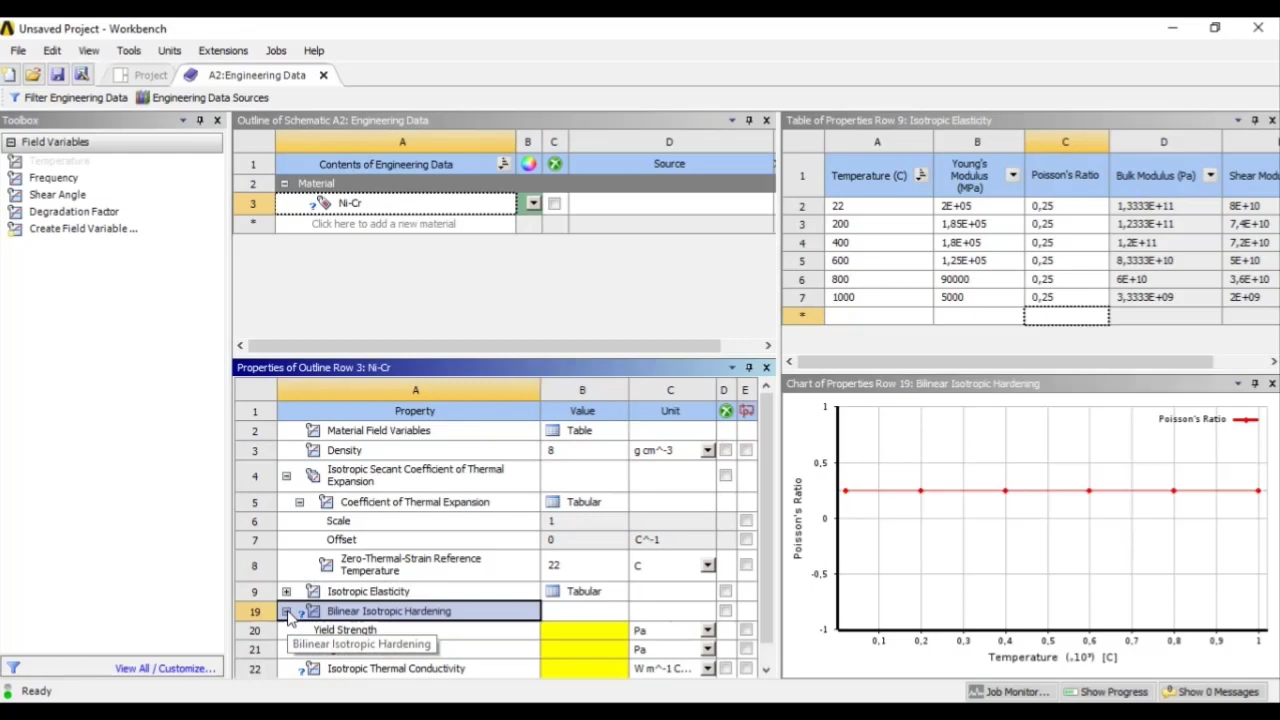 Unsaved Project - Workbench
File Edit View Tools Units Extensions Jobs Help
Project A2:Engineering Data
Filter Engineering Data Engineering Data Sources
Toolbox
Field Variables
Temperature
Frequency
Shear Angle
Degradation Factor
Create Field Variable ...
View All / Customize...
Outline of Schematic A2: Engineering Data
A B C D
1 Contents of Engineering Data Source
2 Material
3 ? Ni-Cr
* Click here to add a new material
Properties of Outline Row 3: Ni-Cr
A B C D E
1 Property Value Unit
2 Material Field Variables Table
3 Density 8 g cm^-3
4 Isotropic Secant Coefficient of Thermal
Expansion
5 Coefficient of Thermal Expansion Tabular
6 Scale 1
7 Offset 0 C^-1
8 Zero-Thermal-Strain Reference
Temperature 22 C
9 Isotropic Elasticity Tabular
19 ? Bilinear Isotropic Hardening
20 Yield Strength Pa
21 Pa
Bilinear Isotropic Hardening
22 ? Isotropic Thermal Conductivity W m^-1 C...
Table of Properties Row 9: Isotropic Elasticity
A B C D
1 Temperature (C) Young's Modulus (MPa) Poisson's Ratio Bulk Modulus (Pa) Shear Modu
2 22 2E+05 0,25 1,3333E+11 8E+10
3 200 1,85E+05 0,25 1,2333E+11 7,4E+10
4 400 1,8E+05 0,25 1,2E+11 7,2E+10
5 600 1,25E+05 0,25 8,3333E+10 5E+10
6 800 90000 0,25 6E+10 3,6E+10
7 1000 5000 0,25 3,3333E+09 2E+09
*
Chart of Properties Row 19: Bilinear Isotropic Hardening
Poisson's Ratio
1
0,5
0
-0,5
-1
Poisson's Ratio
0,1 0,2 0,3 0,4 0,5 0,6 0,7 0,8 0,9 1
Temperature (.10³) [C]
Ready
Job Monitor... Show Progress Show 0 Messages